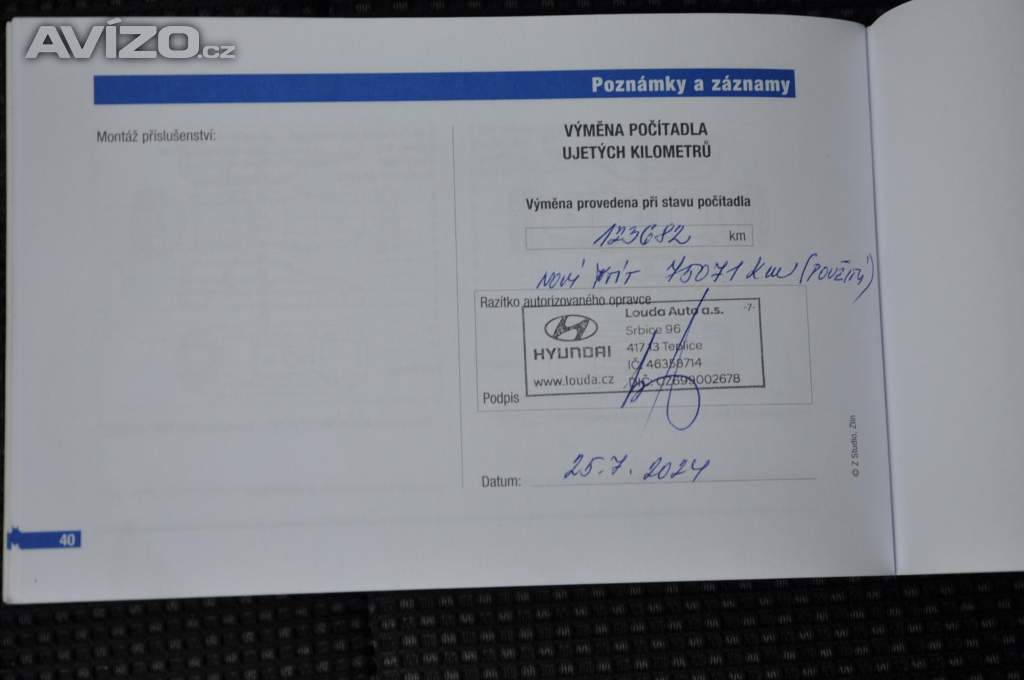 AVÍZO.cz
Poznámky a záznamy
Montáž příslušenství:
VÝMĚNA POČÍTADLA
UJETÝCH KILOMETRŮ
Výměna provedena při stavu počítadla
123682 km
NOVÝ 75071 km (POUŽITÝ)
Razítko autorizovaného opravce
Louda Auto a.s. -7-
Srbice 96
HYUNDAI
417 13 Teplice
IČ: 46358714
www.louda.cz
DIČ: CZ699002678
Podpis
Datum: 25.7. 2024
© Z Studio, Zlín
40